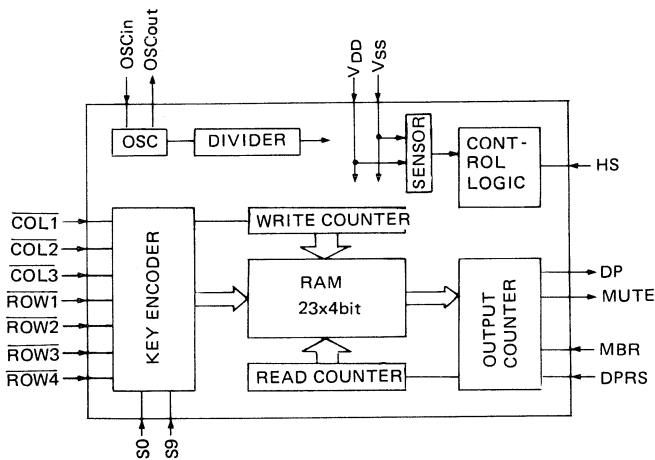 OSCin
OSCout
VDD
VSS
OSC
DIVIDER
SENSOR
CONT-
ROL
LOGIC
HS
COL1
COL2
COL3
ROW1
ROW2
ROW3
ROW4
KEY ENCODER
WRITE COUNTER
RAM
23x4bit
READ COUNTER
OUTPUT
COUNTER
DP
MUTE
MBR
DPRS
S0
S9